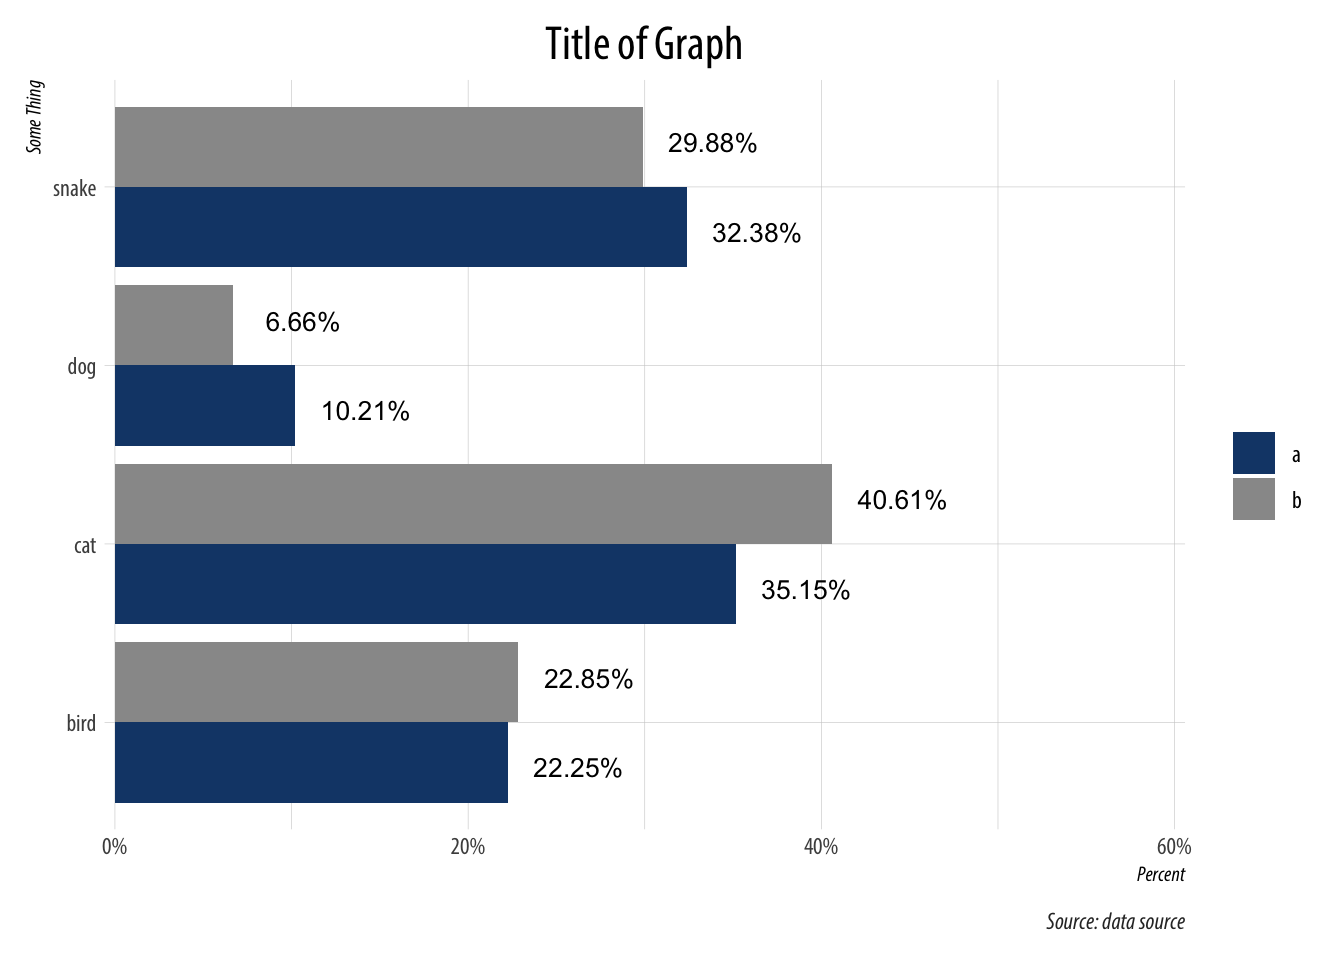 Title of Graph
Some Thing
snake
29.88%
32.38%
dog
6.66%
10.21%
cat
40.61%
35.15%
bird
22.85%
22.25%
a
b
0% 20% 40% 60%
Percent
Source: data source